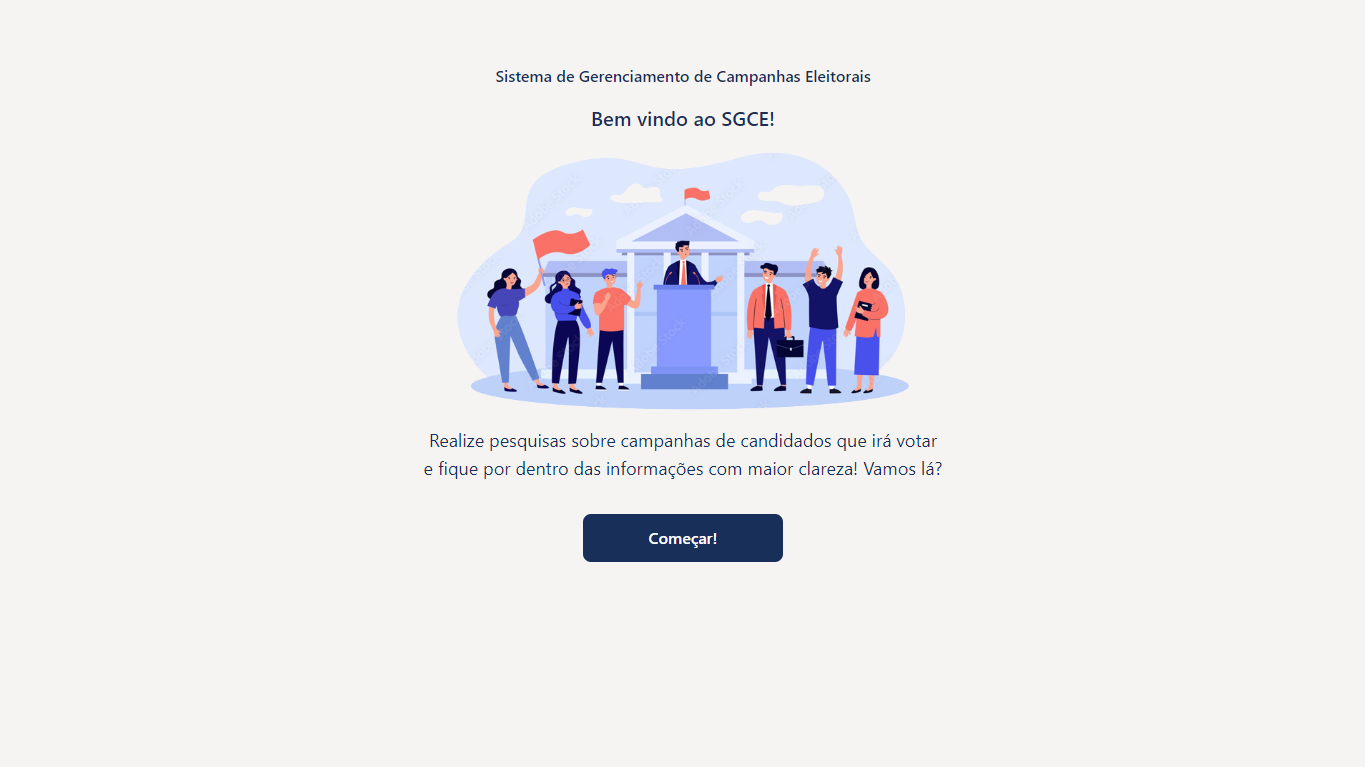 Sistema de Gerenciamento de Campanhas Eleitorais
Bem vindo ao SGCE!
Realize pesquisas sobre campanhas de candidados que irá votar
e fique por dentro das informações com maior clareza! Vamos lá?
Começar!